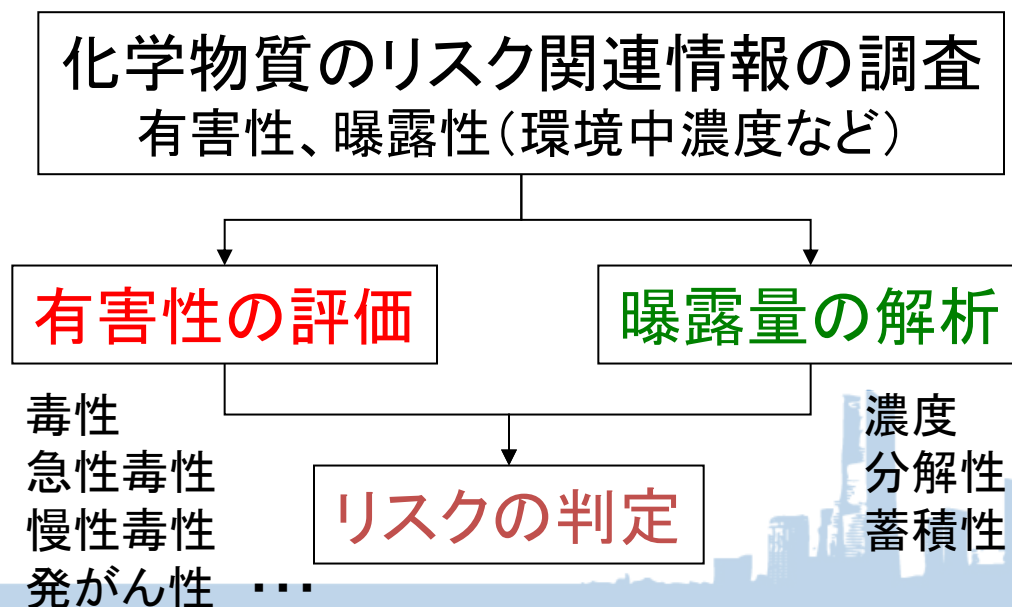 化学物質のリスク関連情報の調査
有害性、曝露性（環境中濃度など）
有害性の評価
曝露量の解析
毒性
急性毒性
慢性毒性
発がん性 ・・・
濃度
分解性
蓄積性
リスクの判定